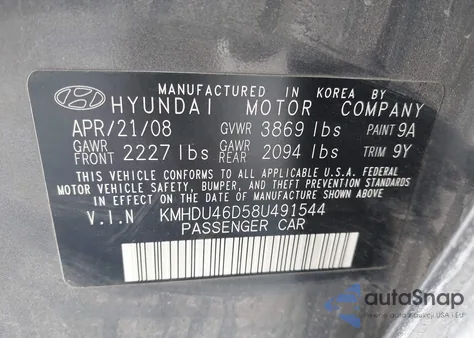 MANUFACTURED IN KOREA BY
HYUNDAI MOTOR COMPANY
APR/21/08 GVWR 3869 lbs PAINT 9A
GAWR FRONT 2227 lbs GAWR REAR 2094 lbs TRIM 9Y
THIS VEHICLE CONFORMS TO ALL APPLICABLE U.S.A. FEDERAL
MOTOR VEHICLE SAFETY, BUMPER, AND THEFT PREVENTION
STANDARDS IN EFFECT ON THE DATE OF MANUFACTURE SHOWN ABOVE.
V.I.N KMHDU46D58U491544
PASSENGER CAR
autoSnap